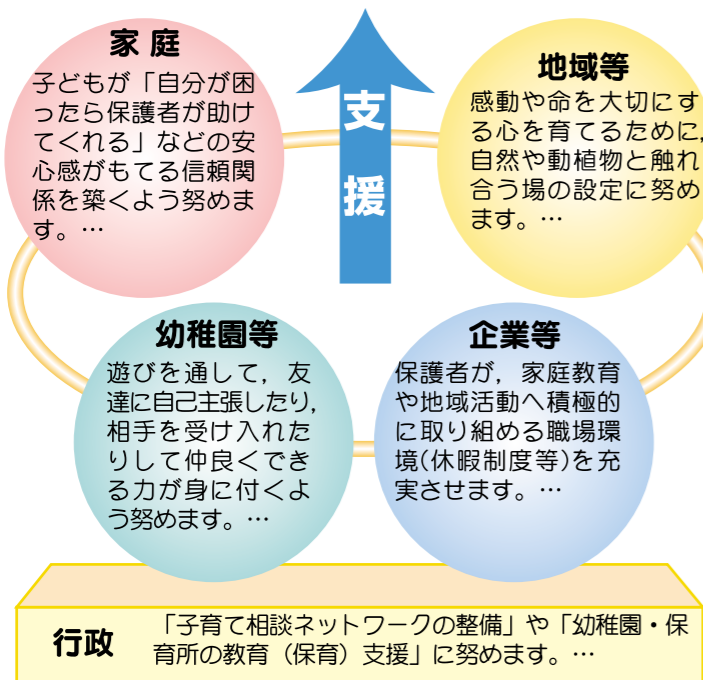 家 庭
子どもが「自分が困
ったら保護者が助け
てくれる」などの安
心感がもてる信頼関
係を築くよう努めま
す。…
支
援
地域等
感動や命を大切にす
る心を育てるために,
自然や動植物と触れ
合う場の設定に努め
ます。…
幼稚園等
遊びを通して，友
達に自己主張したり,
相手を受け入れた
りして仲良くでき
る力が身に付くよ
う努めます。…
企業等
保護者が，家庭教育
や地域活動へ積極的
に取り組める職場環
境(休暇制度等)を充
実させます。…
行政
「子育て相談ネットワークの整備」や「幼稚園・保
育所の教育（保育）支援」に努めます。…